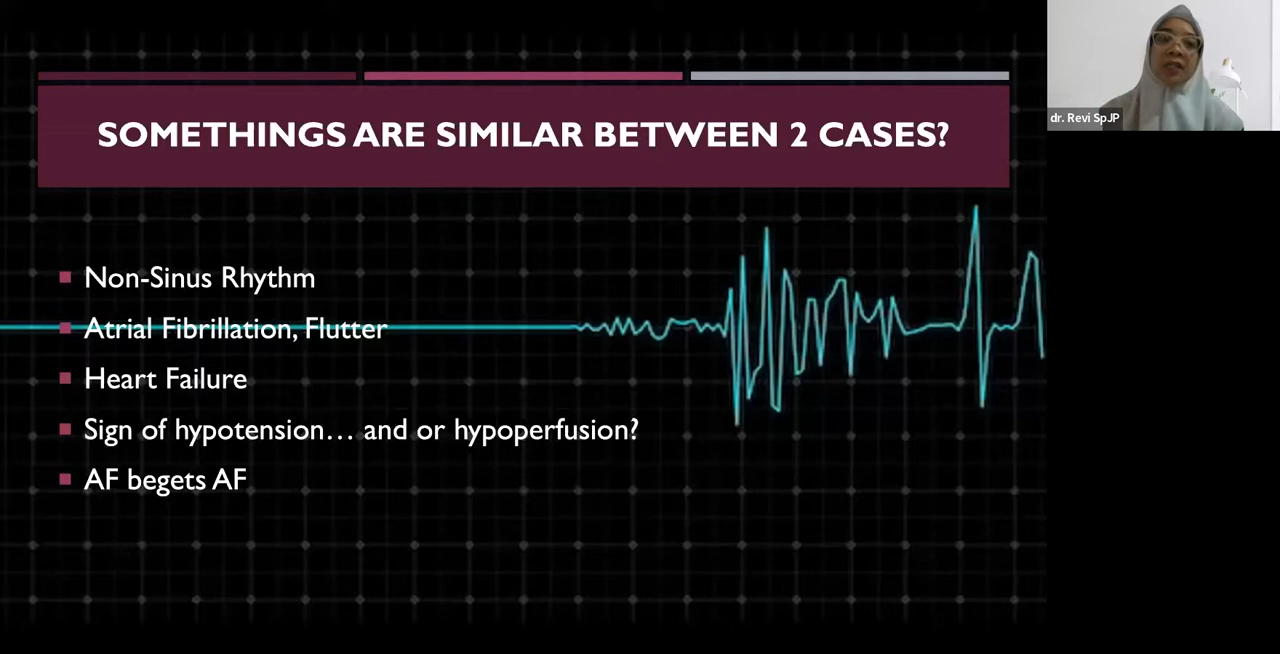 SOMETHINGS ARE SIMILAR BETWEEN 2 CASES?
dr. Revi SpJP
Non-Sinus Rhythm
Atrial Fibrillation, Flutter
Heart Failure
Sign of hypotension… and or hypoperfusion?
AF begets AF